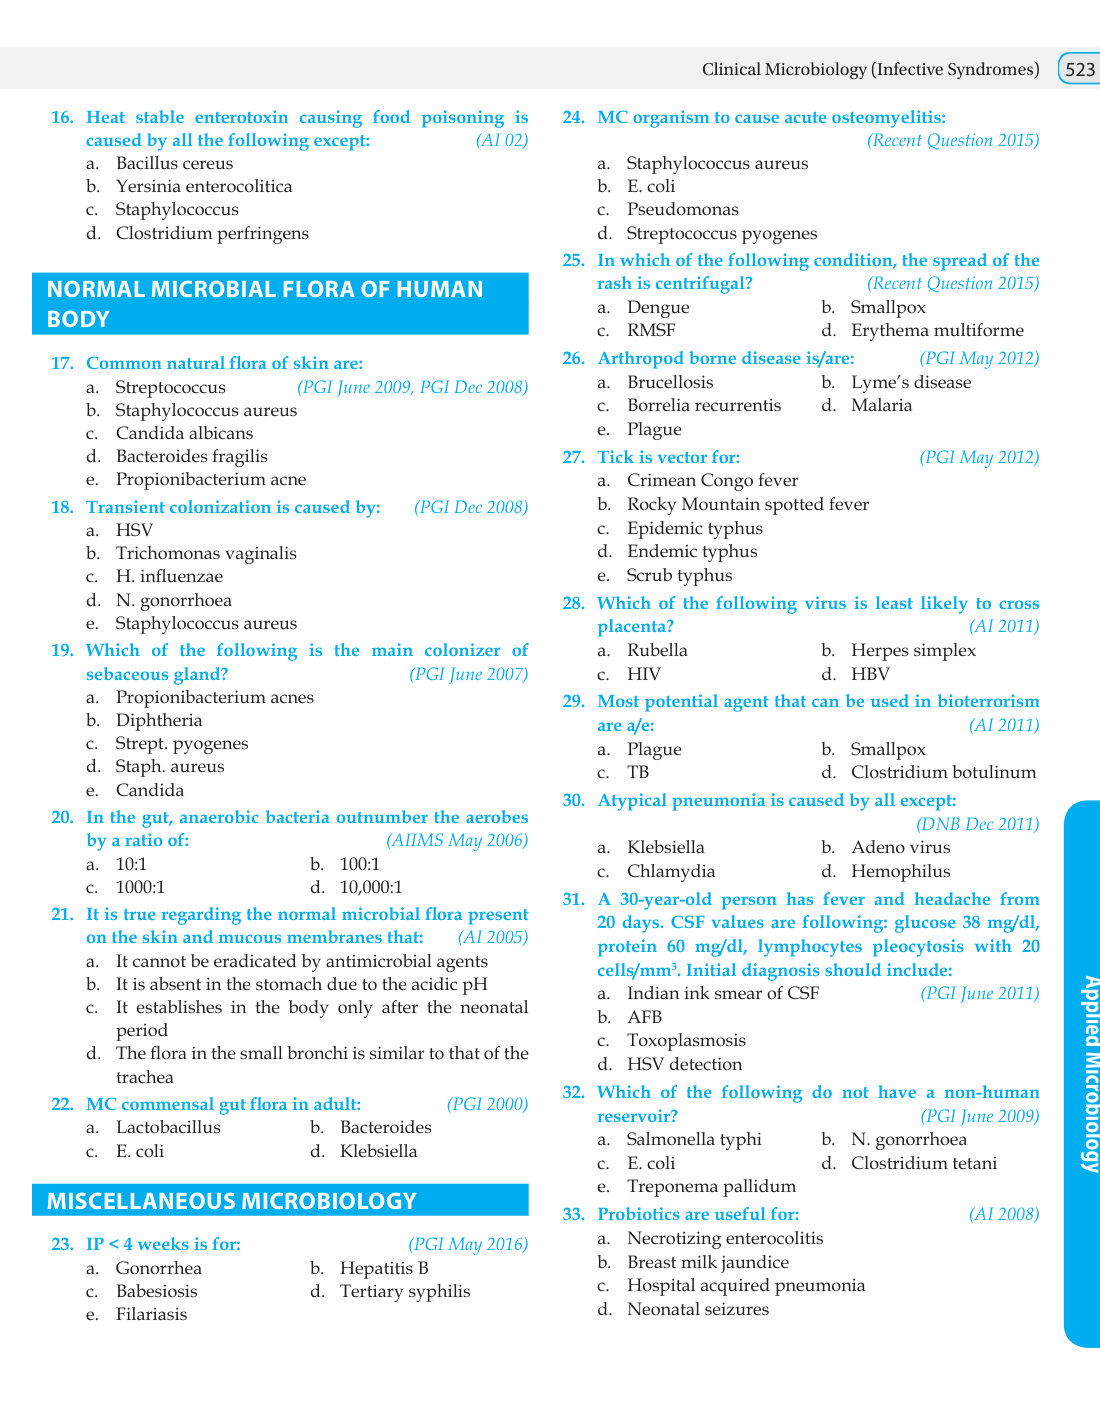 Clinical Microbiology (Infective Syndromes)
523
16. Heat stable enterotoxin causing food poisoning is
caused by all the following except: (AI 02)
a. Bacillus cereus
b. Yersinia enterocolitica
c. Staphylococcus
d. Clostridium perfringens
NORMAL MICROBIAL FLORA OF HUMAN
BODY
17. Common natural flora of skin are:
a. Streptococcus (PGI June 2009, PGI Dec 2008)
b. Staphylococcus aureus
c. Candida albicans
d. Bacteroides fragilis
e. Propionibacterium acne
18. Transient colonization is caused by: (PGI Dec 2008)
a. HSV
b. Trichomonas vaginalis
c. H. influenzae
d. N. gonorrhoea
e. Staphylococcus aureus
19. Which of the following is the main colonizer of
sebaceous gland? (PGI June 2007)
a. Propionibacterium acnes
b. Diphtheria
c. Strept. pyogenes
d. Staph. aureus
e. Candida
20. In the gut, anaerobic bacteria outnumber the aerobes
by a ratio of: (AIIMS May 2006)
a. 10:1 b. 100:1
c. 1000:1 d. 10,000:1
21. It is true regarding the normal microbial flora present
on the skin and mucous membranes that: (AI 2005)
a. It cannot be eradicated by antimicrobial agents
b. It is absent in the stomach due to the acidic pH
c. It establishes in the body only after the neonatal
period
d. The flora in the small bronchi is similar to that of the
trachea
22. MC commensal gut flora in adult: (PGI 2000)
a. Lactobacillus b. Bacteroides
c. E. coli d. Klebsiella
MISCELLANEOUS MICROBIOLOGY
23. IP < 4 weeks is for: (PGI May 2016)
a. Gonorrhea b. Hepatitis B
c. Babesiosis d. Tertiary syphilis
e. Filariasis
24. MC organism to cause acute osteomyelitis:
(Recent Question 2015)
a. Staphylococcus aureus
b. E. coli
c. Pseudomonas
d. Streptococcus pyogenes
25. In which of the following condition, the spread of the
rash is centrifugal? (Recent Question 2015)
a. Dengue b. Smallpox
c. RMSF d. Erythema multiforme
26. Arthropod borne disease is/are: (PGI May 2012)
a. Brucellosis b. Lyme's disease
c. Borrelia recurrentis d. Malaria
e. Plague
27. Tick is vector for: (PGI May 2012)
a. Crimean Congo fever
b. Rocky Mountain spotted fever
c. Epidemic typhus
d. Endemic typhus
e. Scrub typhus
28. Which of the following virus is least likely to cross
placenta? (AI 2011)
a. Rubella b. Herpes simplex
c. HIV d. HBV
29. Most potential agent that can be used in bioterrorism
are a/e: (AI 2011)
a. Plague b. Smallpox
c. TB d. Clostridium botulinum
30. Atypical pneumonia is caused by all except:
(DNB Dec 2011)
a. Klebsiella b. Adeno virus
c. Chlamydia d. Hemophilus
31. A 30-year-old person has fever and headache from
20 days. CSF values are following: glucose 38 mg/dl,
protein 60 mg/dl, lymphocytes pleocytosis with 20
cells/mm³. Initial diagnosis should include:
a. Indian ink smear of CSF (PGI June 2011)
b. AFB
c. Toxoplasmosis
d. HSV detection
32. Which of the following do not have a non-human
reservoir? (PGI June 2009)
a. Salmonella typhi b. N. gonorrhoea
c. E. coli d. Clostridium tetani
e. Treponema pallidum
33. Probiotics are useful for: (AI 2008)
a. Necrotizing enterocolitis
b. Breast milk jaundice
c. Hospital acquired pneumonia
d. Neonatal seizures
Applied Microbiology